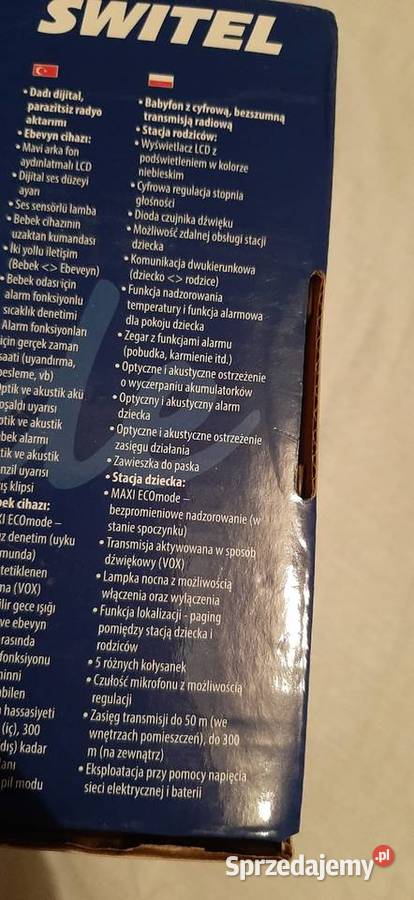 SWITEL
• Dadı dijital,
parazitsiz radyo
aktarımı
• Ebevyn cihazı:
• Mavi arka fon
aydınlatmalı LCD
• Dijital ses düzeyi
ayarı
• Ses sensörlü lamba
• Bebek cihazının
uzaktan kumandası
• İki yollu iletişim
(Bebek <> Ebeveyn)
• Bebek odası için
alarm fonksiyonlu
sıcaklık denetimi
Alarm fonksiyonları
için gerçek zaman
saati (uyandırma,
besleme, vb)
Optik ve akustik akü
boşaldı uyarısı
ptik ve akustik
bek alarmı
tik ve akustik
nzil uyarısı
ış klipsi
bek cihazı:
XI ECOmode –
z denetim (uyku
munda)
tetiklenen
na (VOX)
lir gece ışığı
ve ebeveyn
rasında
fonksiyonu
ninni
abilen
n hassasiyeti
(iç), 300
(dış) kadar
anı
pil modu
• Babyfon z cyfrową, bezszumną
transmisją radiową
• Stacja rodziców:
• Wyświetlacz LCD z
podświetleniem w kolorze
niebieskim
• Cyfrowa regulacja stopnia
głośności
• Dioda czujnika dźwięku
• Możliwość zdalnej obsługi stacji
dziecka
• Komunikacja dwukierunkowa
(dziecko <> rodzice)
• Funkcja nadzorowania
temperatury i funkcja alarmowa
dla pokoju dziecka
• Zegar z funkcjami alarmu
(pobudka, karmienie itd.)
• Optyczne i akustyczne ostrzeżenie
o wyczerpaniu akumulatorków
• Optyczny i akustyczny alarm
dziecka
• Optyczne i akustyczne ostrzeżenie
zasięgu działania
• Zawieszka do paska
• Stacja dziecka:
• MAXI ECOmode –
bezpromieniowe nadzorowanie (w
stanie spoczynku)
• Transmisja aktywowana w sposób
dźwiękowy (VOX)
• Lampka nocna z możliwością
włączenia oraz wyłączenia
• Funkcja lokalizacji - paging
pomiędzy stacją dziecka i
rodziców
• 5 różnych kołysanek
• Czułość mikrofonu z możliwością
regulacji
• Zasięg transmisji do 50 m (we
wnętrzach pomieszczeń), do 300
m (na zewnątrz)
• Eksploatacja przy pomocy napięcia
sieci elektrycznej i baterii
Sprzedajemy.pl